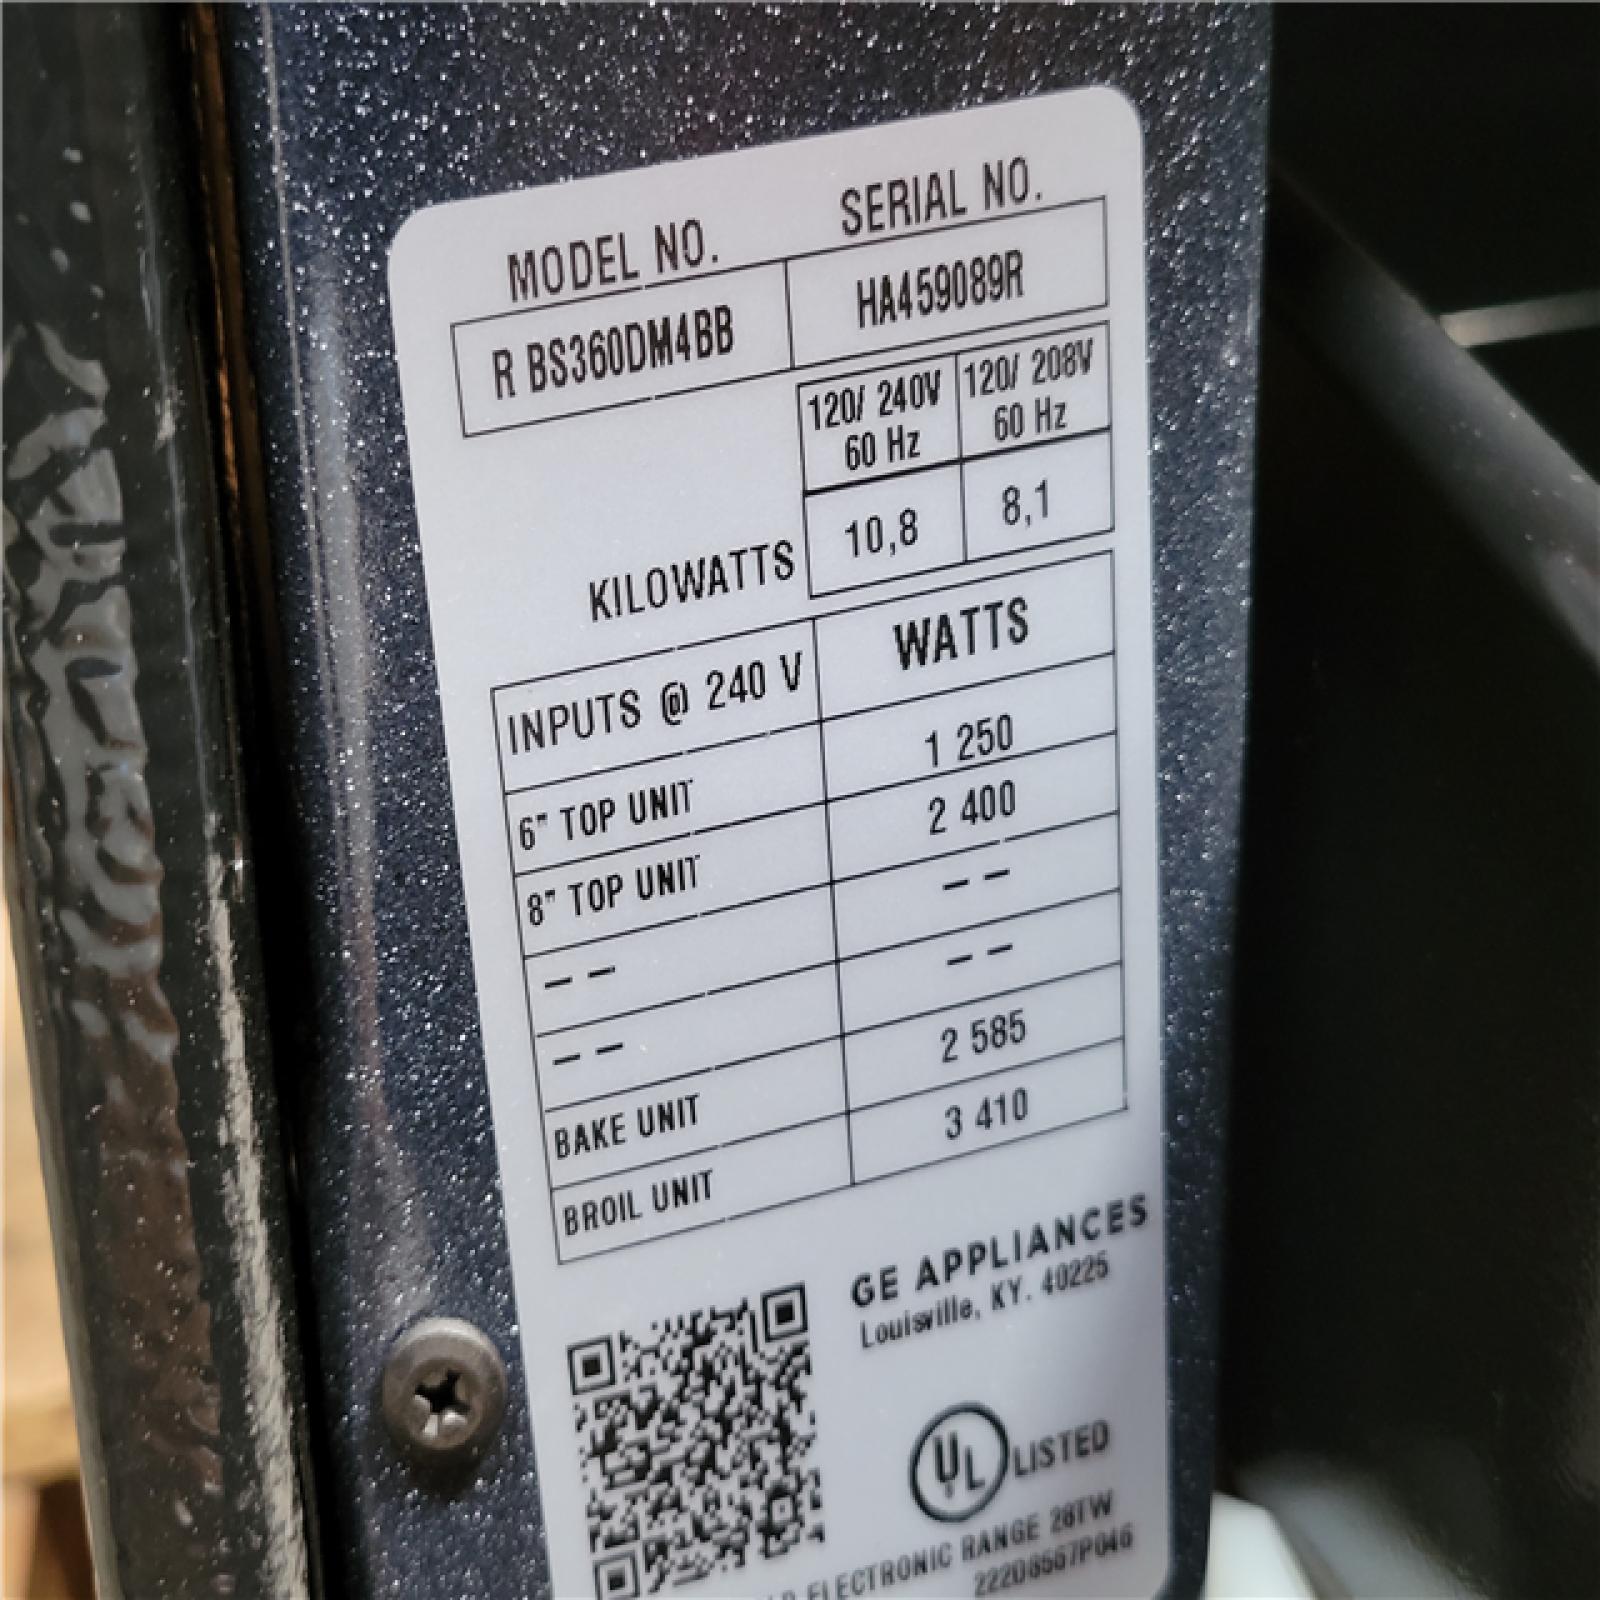 MODEL NO. SERIAL NO.
R BS360DM4BB HA459089R
120/ 240V 120/ 208V
60 Hz 60 Hz
KILOWATTS 10,8 8,1
INPUTS @ 240 V WATTS
6" TOP UNIT 1 250
8" TOP UNIT 2 400
-- --
-- --
BAKE UNIT 2 585
BROIL UNIT 3 410
GE APPLIANCES
Louisville, KY. 40225
UL LISTED
ELECTRONIC RANGE 28TW
222D8567P046